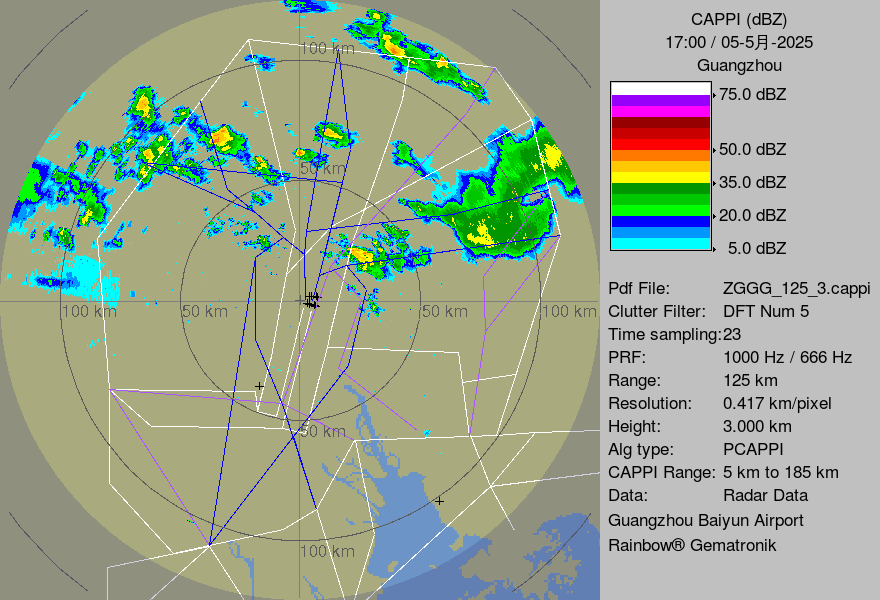 CAPPI (dBZ)
17:00 / 05-5月-2025
Guangzhou
75.0 dBZ
50.0 dBZ
35.0 dBZ
20.0 dBZ
5.0 dBZ
Pdf File: ZGGG_125_3.cappi
Clutter Filter: DFT Num 5
Time sampling:23
PRF: 1000 Hz / 666 Hz
Range: 125 km
Resolution: 0.417 km/pixel
Height: 3.000 km
Alg type: PCAPPI
CAPPI Range: 5 km to 185 km
Data: Radar Data
Guangzhou Baiyun Airport
Rainbow® Gematronik
100 km
50 km
100 km
50 km
50 km
100 km
50 km
100 km